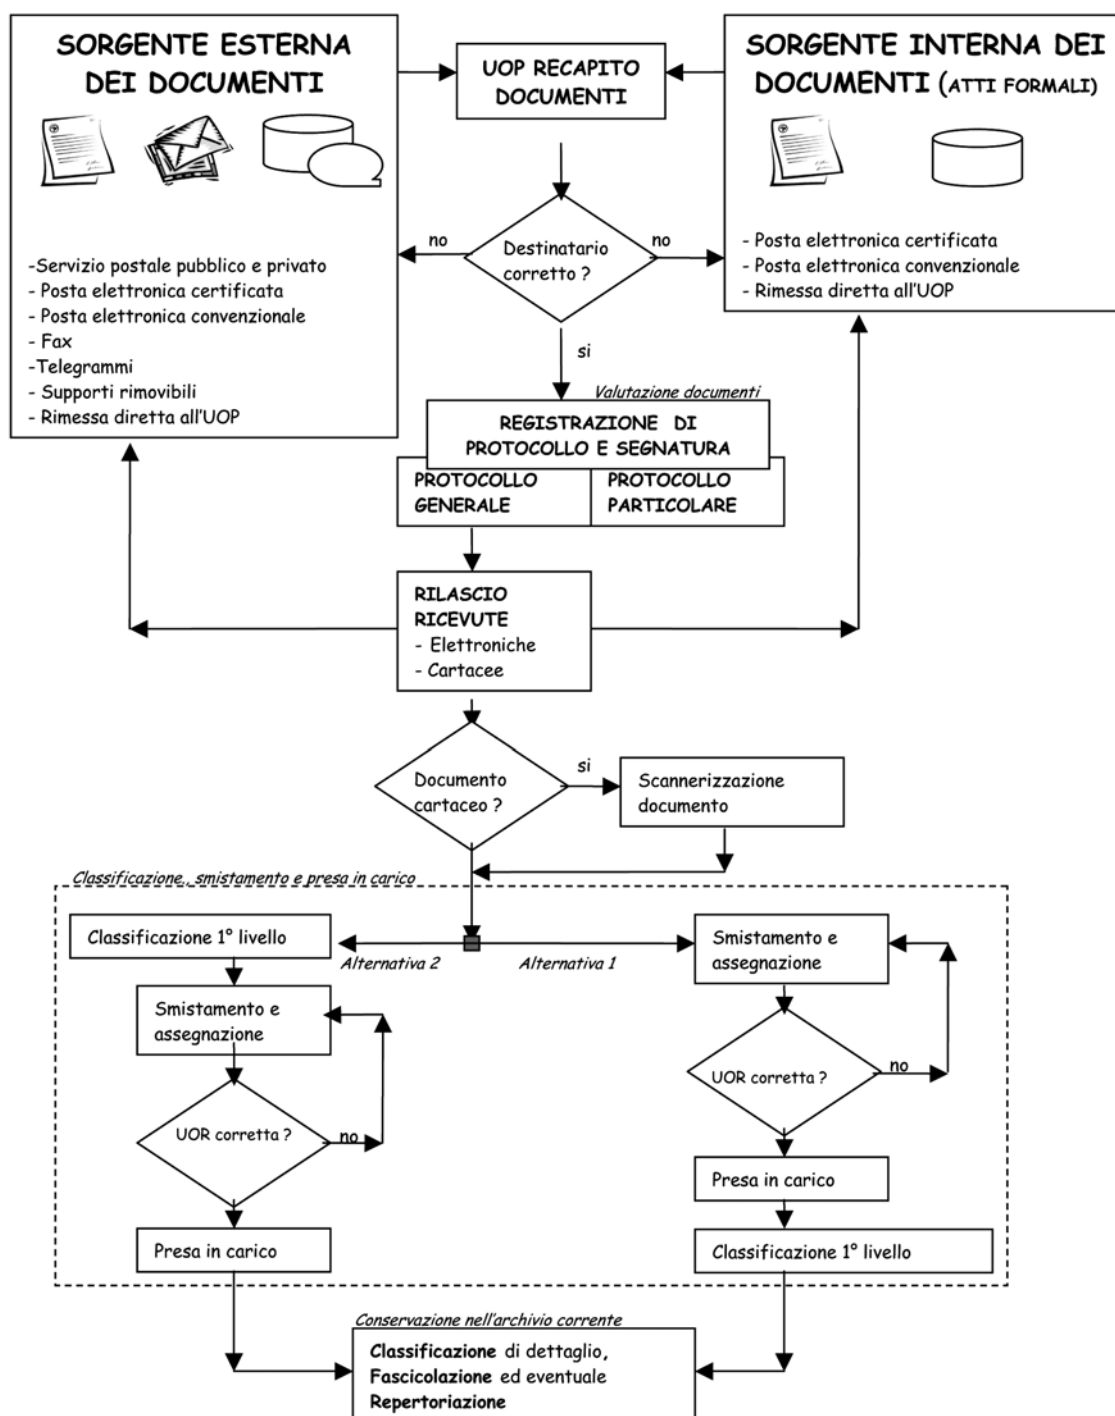 SORGENTE ESTERNA
DEI DOCUMENTI
-Servizio postale pubblico e privato
- Posta elettronica certificata
- Posta elettronica convenzionale
- Fax
-Telegrammi
- Supporti rimovibili
- Rimessa diretta all'UOP
UOP RECAPITO
DOCUMENTI
SORGENTE INTERNA DEI
DOCUMENTI (ATTI FORMALI)
- Posta elettronica certificata
- Posta elettronica convenzionale
- Rimessa diretta all'UOP
no
Destinatario
corretto ?
no
si
Valutazione documenti
REGISTRAZIONE DI
PROTOCOLLO E SEGNATURA
PROTOCOLLO
GENERALE
PROTOCOLLO
PARTICOLARE
RILASCIO
RICEVUTE
- Elettroniche
- Cartacee
Documento
cartaceo ?
si
Scannerizzazione
documento
Classificazione., smistamento e presa in carico
Classificazione 1° livello
Alternativa 2
Alternativa 1
Smistamento e
assegnazione
Smistamento e
assegnazione
UOR corretta ?
no
UOR corretta ?
no
Presa in carico
Presa in carico
Classificazione 1° livello
Conservazione nell'archivio corrente
Classificazione di dettaglio,
Fascicolazione ed eventuale
Repertoriazione